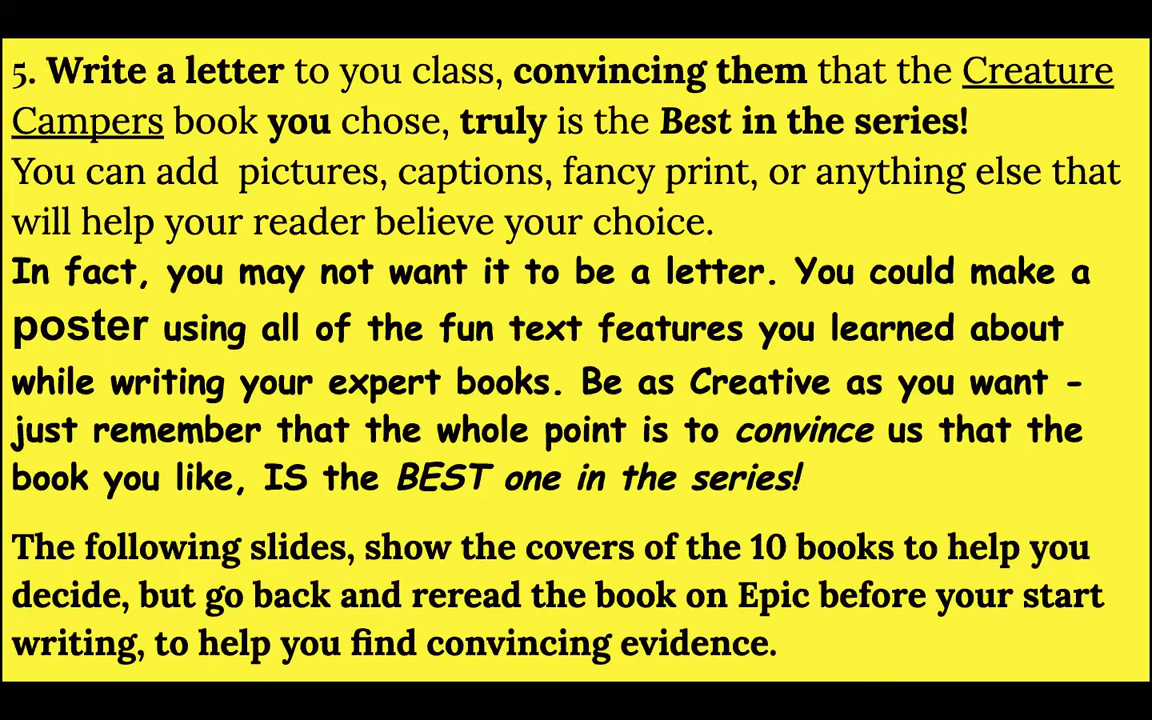 5. Write a letter to you class, convincing them that the Creature
Campers book you chose, truly is the Best in the series!
You can add  pictures, captions, fancy print, or anything else that
will help your reader believe your choice.
In fact, you may not want it to be a letter. You could make a
poster using all of the fun text features you learned about
while writing your expert books. Be as Creative as you want -
just remember that the whole point is to convince us that the
book you like, IS the BEST one in the series!
The following slides, show the covers of the 10 books to help you
decide, but go back and reread the book on Epic before your start
writing, to help you find convincing evidence.